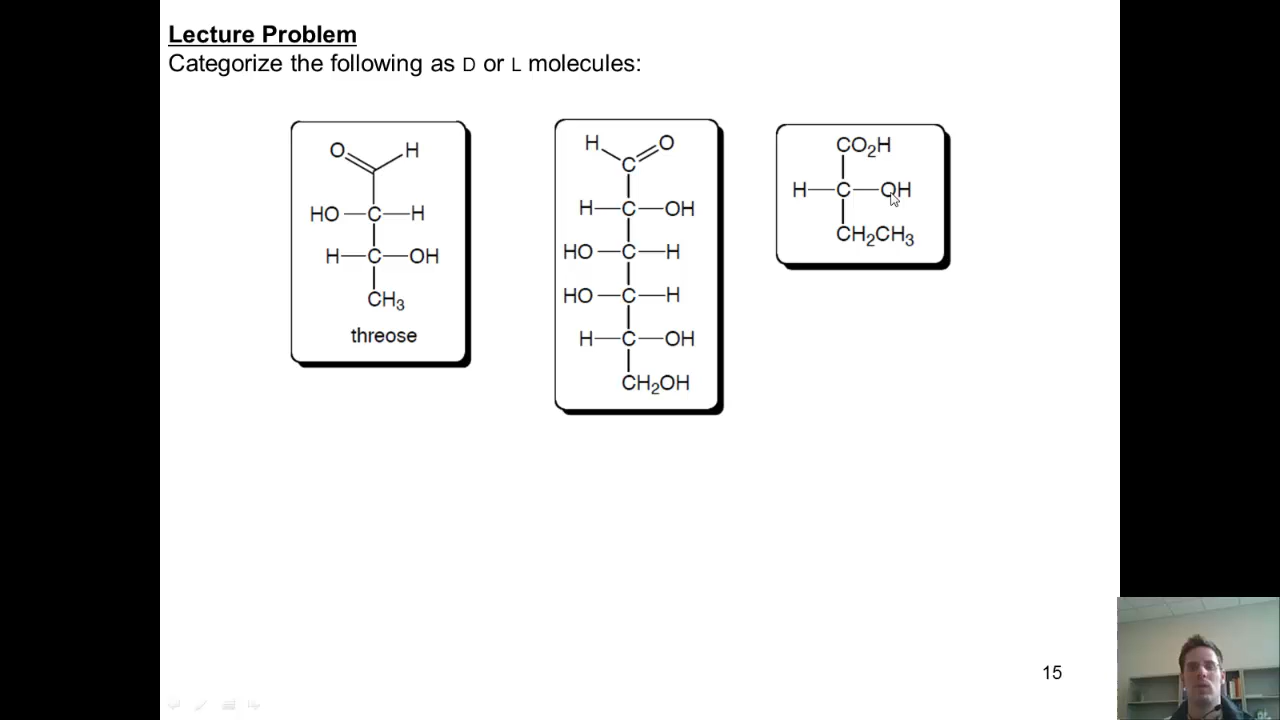 Lecture Problem
Categorize the following as D or L molecules:
O H
HO—C—H
H—C—OH
CH₃
threose
H O
C
H—C—OH
HO—C—H
HO—C—H
H—C—OH
CH₂OH
CO₂H
H—C—OH
CH₂CH₃
15